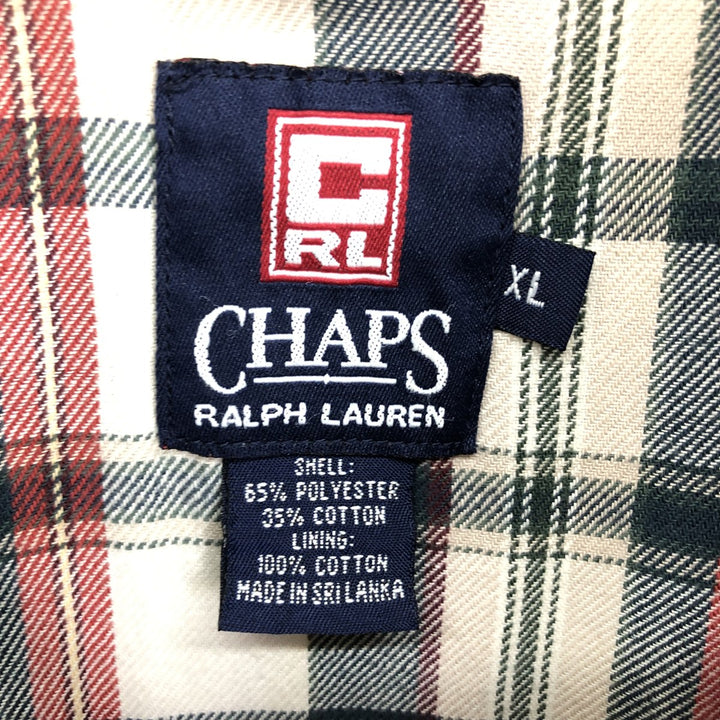 C
RL
CHAPS
RALPH LAUREN
XL
SHELL:
65% POLYESTER
35% COTTON
LINING:
100% COTTON
MADE IN SRI LANKA